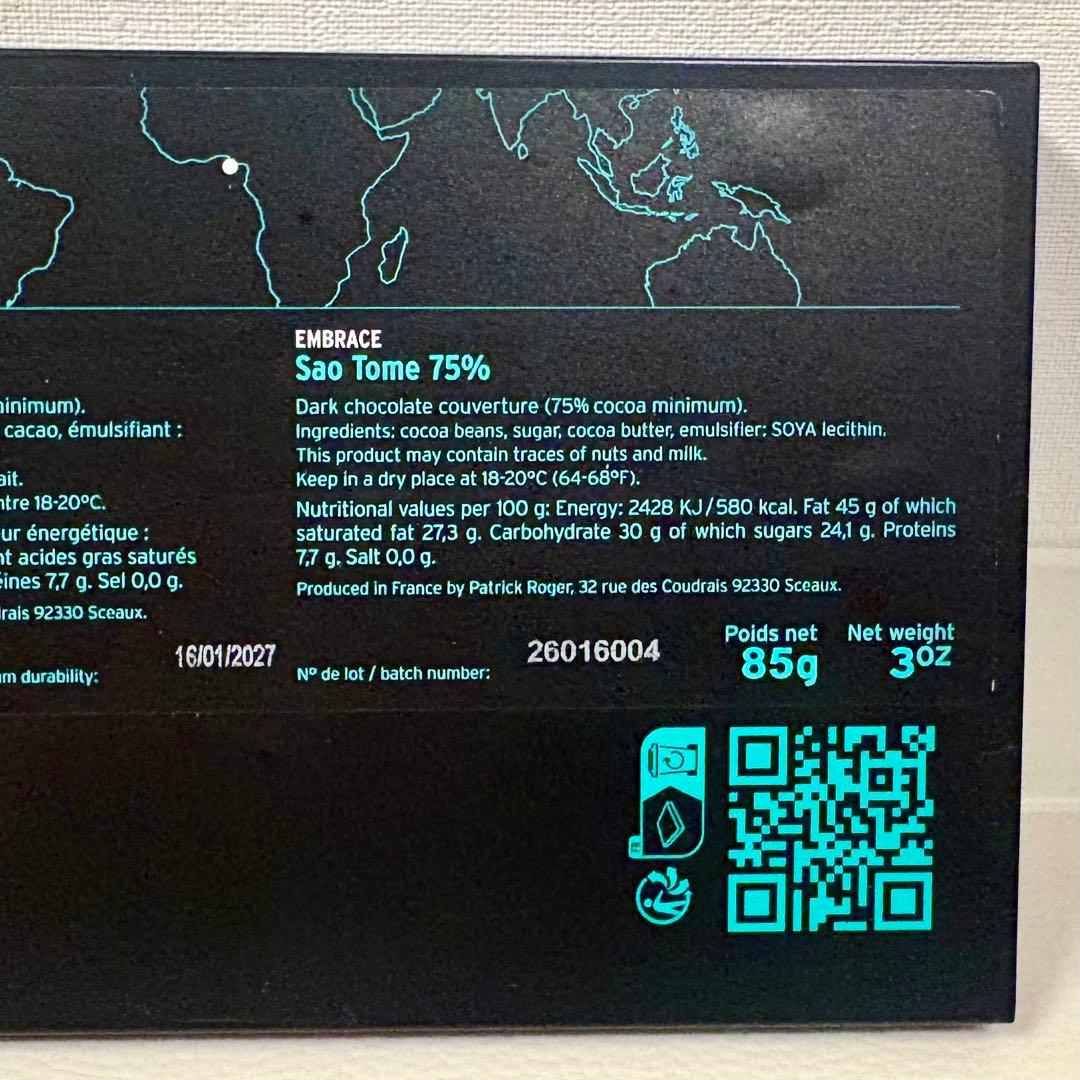 EMBRACE
Sao Tome 75%
Dark chocolate couverture (75% cocoa minimum).
Ingredients: cocoa beans, sugar, cocoa butter, emulsifier: SOYA lecithin.
This product may contain traces of nuts and milk.
Keep in a dry place at 18-20°C (64-68°F).
Nutritional values per 100 g: Energy: 2428 KJ/580 kcal. Fat 45 g of which
saturated fat 27,3 g. Carbohydrate 30 g of which sugars 24,1 g. Proteins
7,7 g. Salt 0,0 g.
Produced in France by Patrick Roger, 32 rue des Coudrais 92330 Sceaux.
inimum).
cacao, émulsifiant :
ait.
ntre 18-20°C.
ur énergétique :
nt acides gras saturés
éines 7,7 g. Sel 0,0 g.
rais 92330 Sceaux.
m durability:
16/01/2027
N° de lot / batch number:
26016004
Poids net
85g
Net weight
3oz